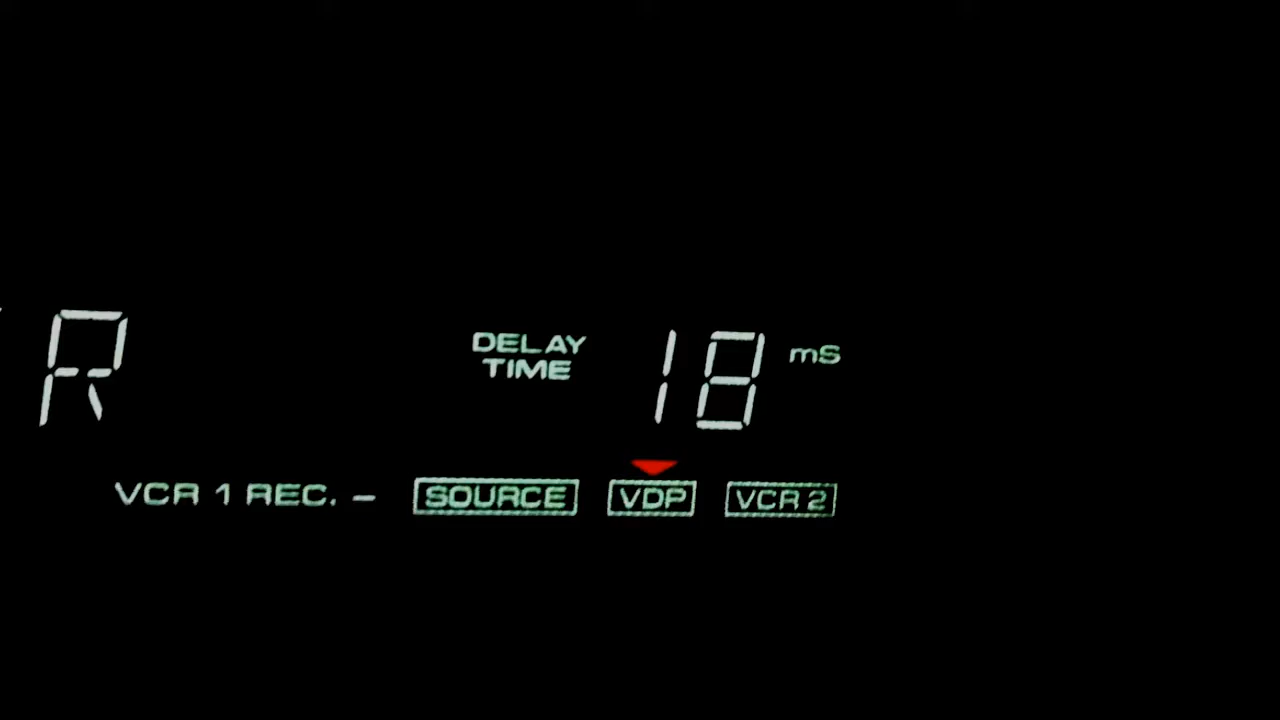 R
DELAY
TIME
18 mS
VCR 1 REC. – SOURCE VDP VCR 2